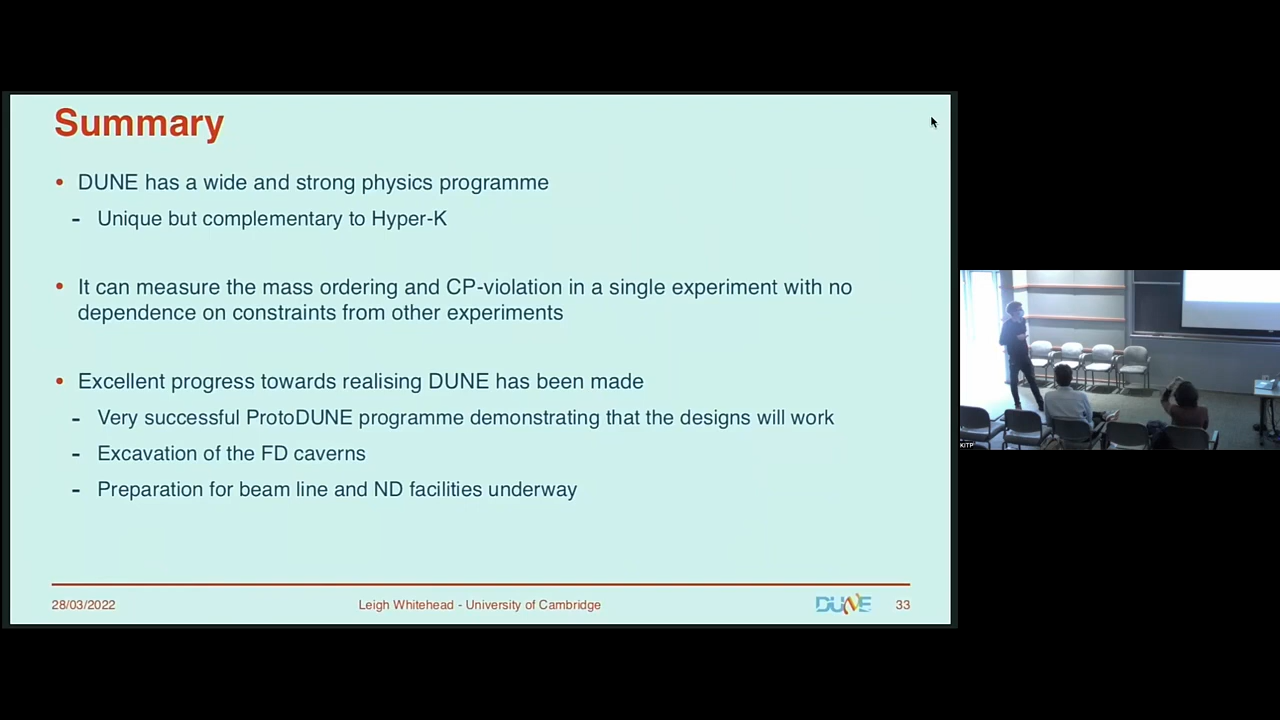 Summary
• DUNE has a wide and strong physics programme
- Unique but complementary to Hyper-K
• It can measure the mass ordering and CP-violation in a single experiment with no
dependence on constraints from other experiments
• Excellent progress towards realising DUNE has been made
- Very successful ProtoDUNE programme demonstrating that the designs will work
- Excavation of the FD caverns
- Preparation for beam line and ND facilities underway
28/03/2022
Leigh Whitehead - University of Cambridge
DUNE
33
KITP